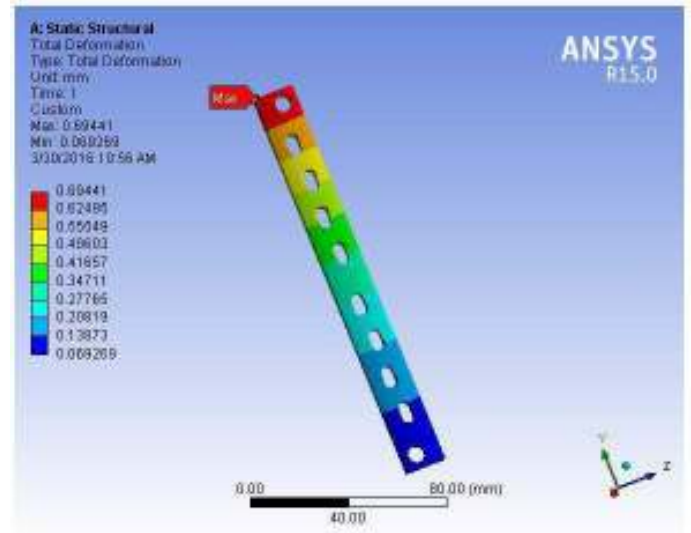 A: Static Structural
Total Deformation
Type: Total Deformation
Unit: mm
Time: 1
Custom
Max: 0.69441
Min: 0.069269
3/30/2016 10:56 AM
0.69441
0.62495
0.55549
0.48603
0.41657
0.34711
0.27765
0.20819
0.13873
0.069269
Max
ANSYS
R15.0
0.00
80.00 (mm)
40.00
Y
Z